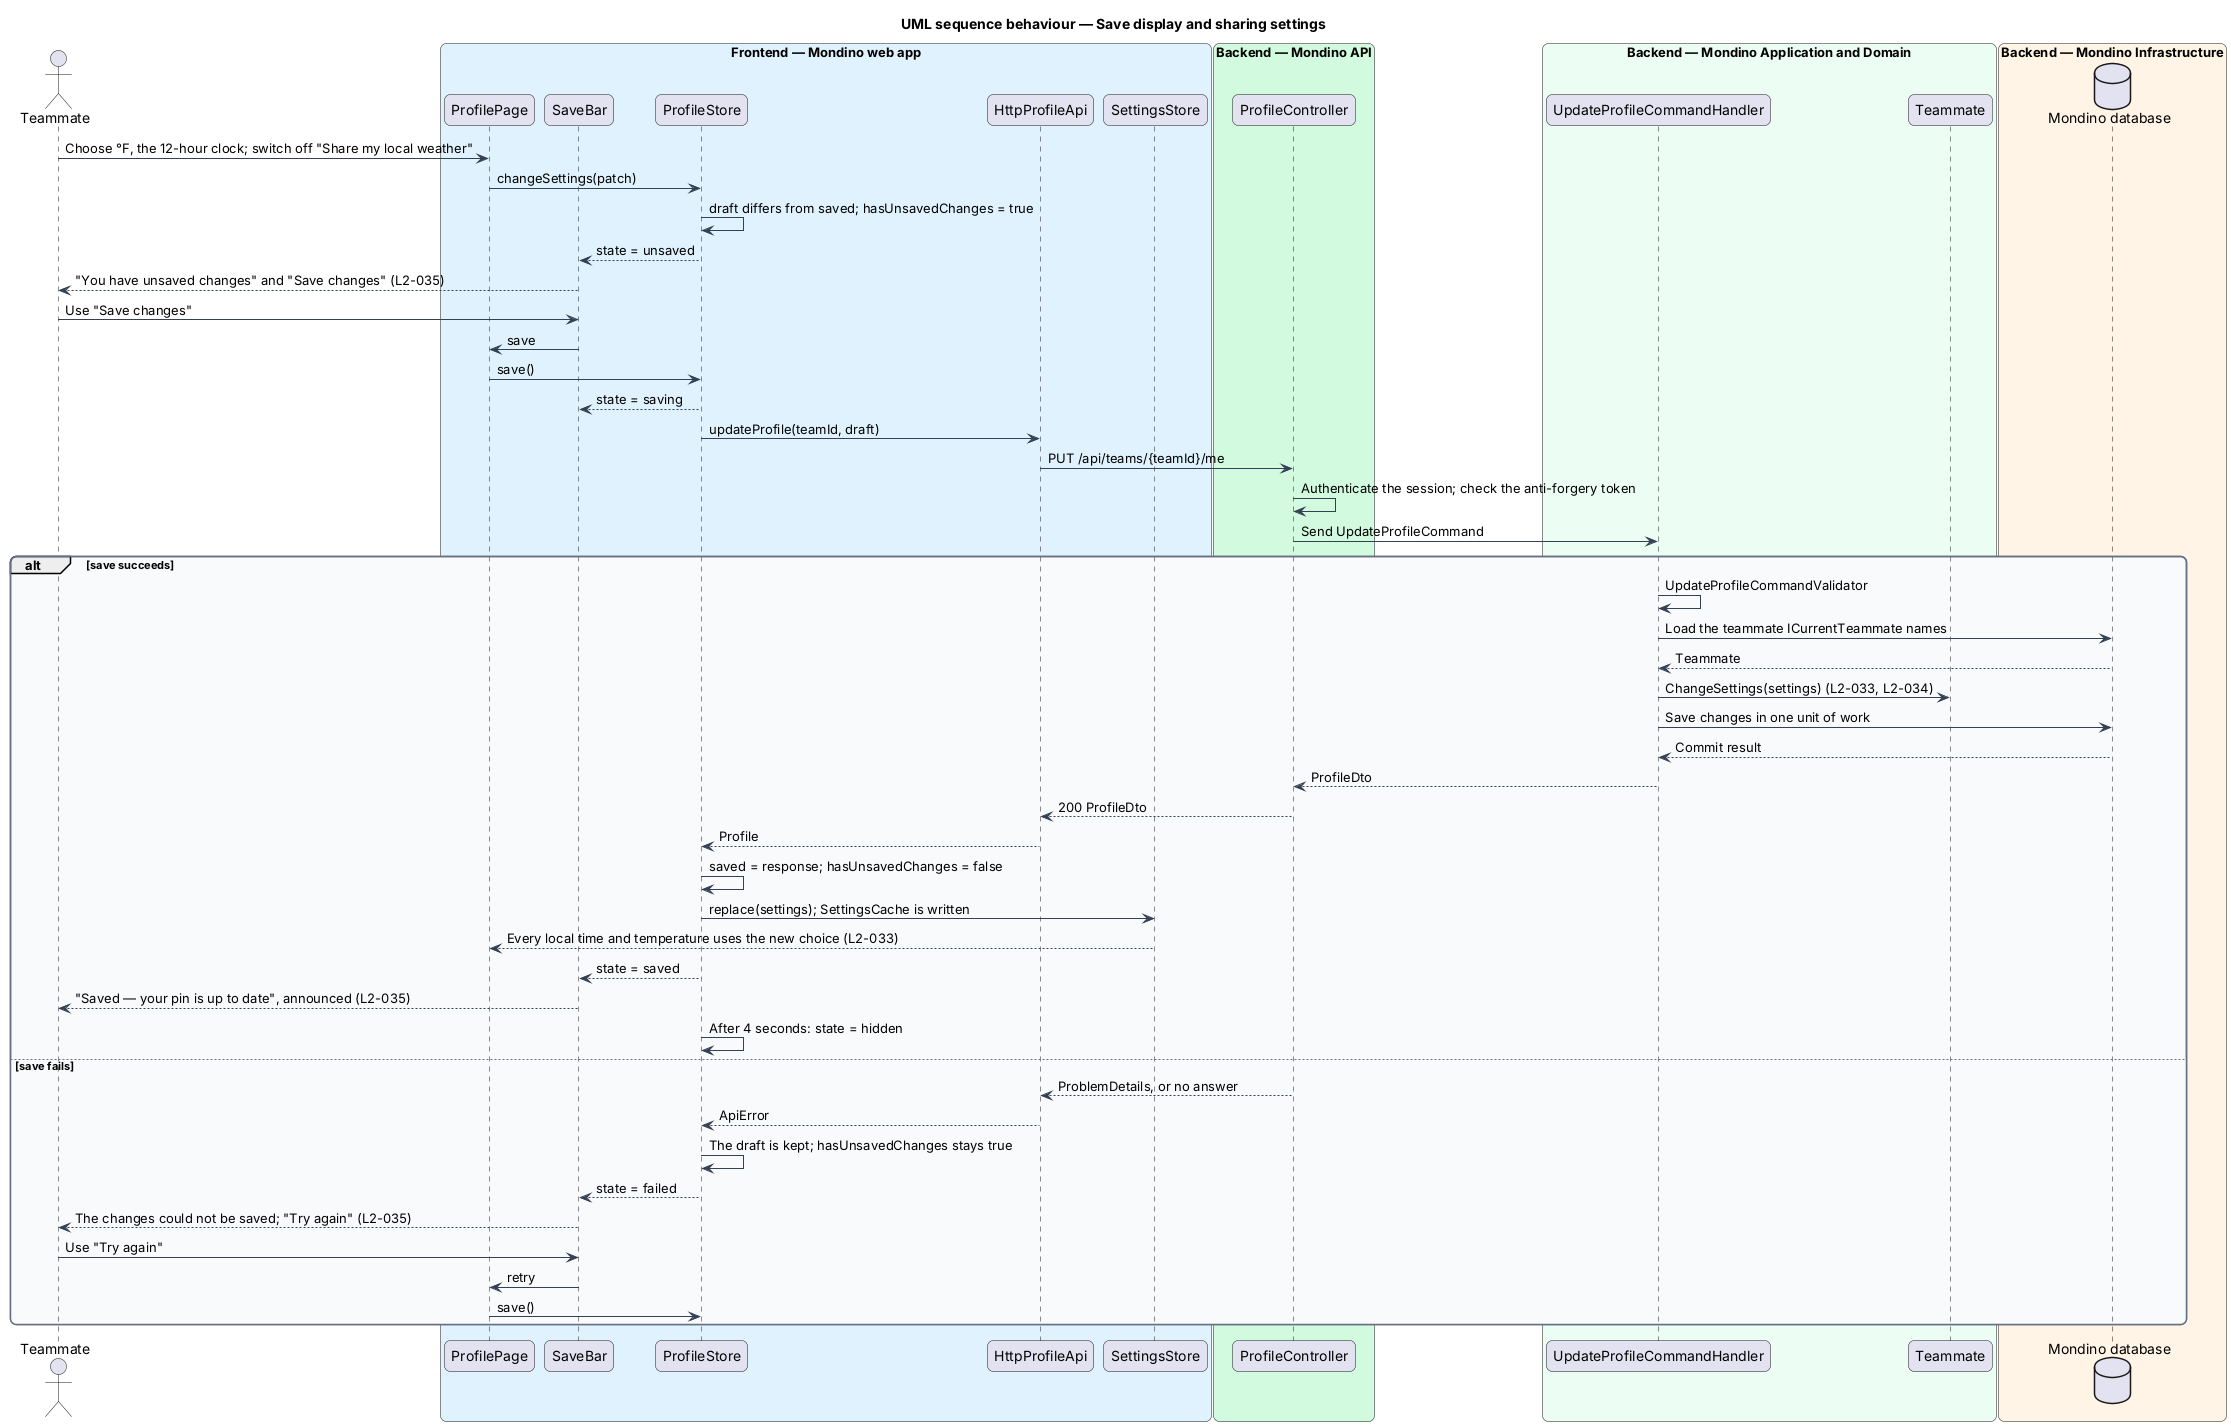 UML sequence behaviour — Save display and sharing settings
Frontend — Mondino web app
Backend — Mondino API
Backend — Mondino Application and Domain
Backend — Mondino Infrastructure
Teammate
ProfilePage
SaveBar
ProfileStore
HttpProfileApi
SettingsStore
ProfileController
UpdateProfileCommandHandler
Teammate
Mondino database
Choose °F, the 12-hour clock; switch off "Share my local weather"
changeSettings(patch)
draft differs from saved; hasUnsavedChanges = true
state = unsaved
"You have unsaved changes" and "Save changes" (L2-035)
Use "Save changes"
save
save()
state = saving
updateProfile(teamId, draft)
PUT /api/teams/{teamId}/me
Authenticate the session; check the anti-forgery token
Send UpdateProfileCommand
alt
[save succeeds]
UpdateProfileCommandValidator
Load the teammate ICurrentTeammate names
Teammate
ChangeSettings(settings) (L2-033, L2-034)
Save changes in one unit of work
Commit result
ProfileDto
200 ProfileDto
Profile
saved = response; hasUnsavedChanges = false
replace(settings); SettingsCache is written
Every local time and temperature uses the new choice (L2-033)
state = saved
"Saved — your pin is up to date", announced (L2-035)
After 4 seconds: state = hidden
[save fails]
ProblemDetails, or no answer
ApiError
The draft is kept; hasUnsavedChanges stays true
state = failed
The changes could not be saved; "Try again" (L2-035)
Use "Try again"
retry
save()
Teammate
ProfilePage
SaveBar
ProfileStore
HttpProfileApi
SettingsStore
ProfileController
UpdateProfileCommandHandler
Teammate
Mondino database